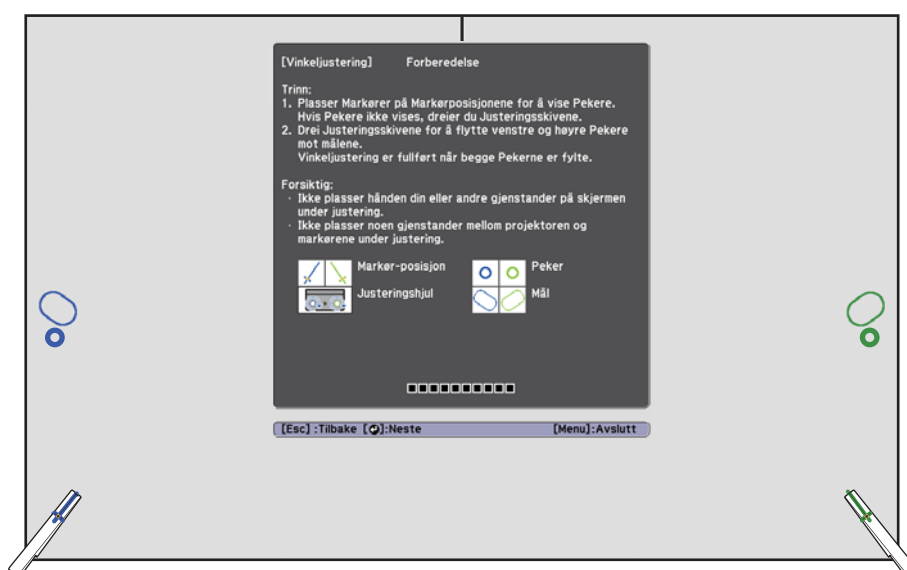 [Vinkeljustering] Forberedelse
Trinn:
1. Plasser Markører på Markørposisjonene for å vise Pekere.
Hvis Pekere ikke vises, dreier du Justeringsskivene.
2. Drei Justeringsskivene for å flytte venstre og høyre Pekere
mot målene.
Vinkeljustering er fullført når begge Pekerne er fylte.
Forsiktig:
· Ikke plasser hånden din eller andre gjenstander på skjermen
under justering.
· Ikke plasser noen gjenstander mellom projektoren og
markørene under justering.
Markør-posisjon Peker
Justeringshjul Mål
[Esc] :Tilbake [⏎]:Neste [Menu]:Avslutt